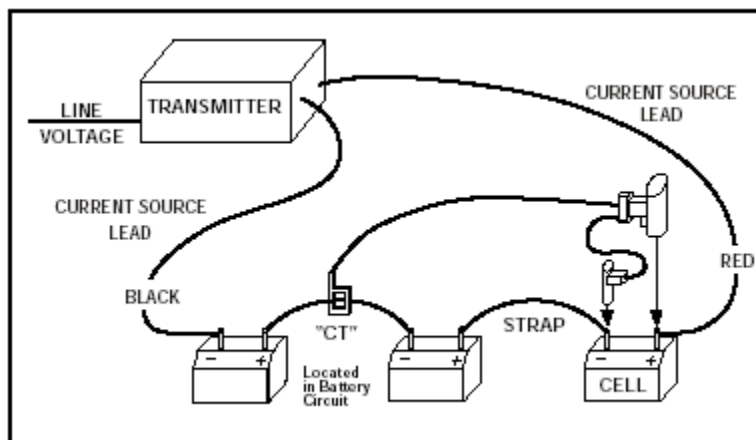 LINE
VOLTAGE
TRANSMITTER
CURRENT SOURCE
LEAD
CURRENT SOURCE
LEAD
BLACK
RED
"CT"
STRAP
Located
in Battery
Circuit
− +
− +
− +
CELL